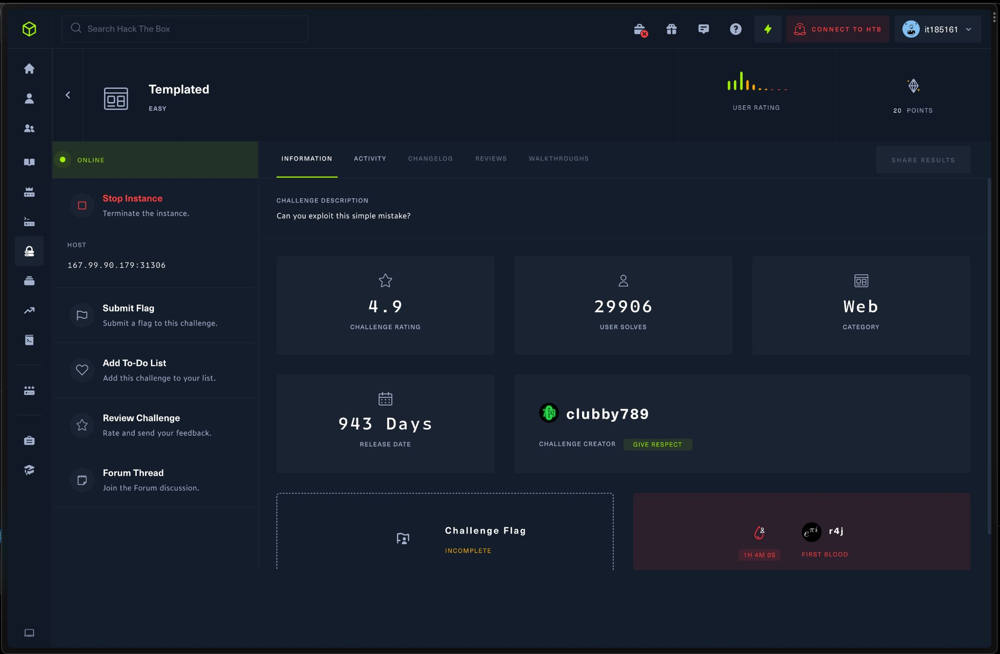 Search Hack The Box
CONNECT TO HTB
it185161
Templated
EASY
USER RATING
20 POINTS
ONLINE
Stop Instance
Terminate the instance.
HOST
167.99.90.179:31306
Submit Flag
Submit a flag to this challenge.
Add To-Do List
Add this challenge to your list.
Review Challenge
Rate and send your feedback.
Forum Thread
Join the Forum discussion.
INFORMATION ACTIVITY CHANGELOG REVIEWS WALKTHROUGHS
SHARE RESULTS
CHALLENGE DESCRIPTION
Can you exploit this simple mistake?
4.9
CHALLENGE RATING
29906
USER SOLVES
Web
CATEGORY
943 Days
RELEASE DATE
clubby789
CHALLENGE CREATOR GIVE RESPECT
Challenge Flag
INCOMPLETE
1H 4M 0S
r4j
FIRST BLOOD